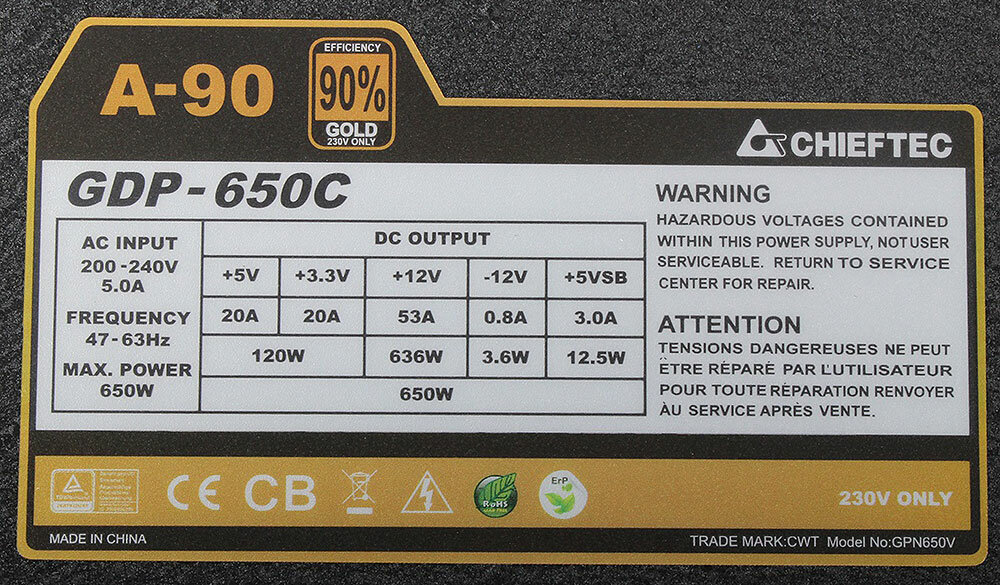 A-90
EFFICIENCY
90%
GOLD
230V ONLY
CHIEFTEC
GDP-650C
AC INPUT
200-240V
5.0A
FREQUENCY
47-63Hz
MAX. POWER
650W
DC OUTPUT
+5V +3.3V +12V -12V +5VSB
20A 20A 53A 0.8A 3.0A
120W 636W 3.6W 12.5W
650W
WARNING
HAZARDOUS VOLTAGES CONTAINED
WITHIN THIS POWER SUPPLY, NOT USER
SERVICEABLE. RETURN TO SERVICE
CENTER FOR REPAIR.
ATTENTION
TENSIONS DANGEREUSES NE PEUT
ÊTRE RÉPARÉ PAR L'UTILISATEUR
POUR TOUTE RÉPARATION RENVOYER
ÀU SERVICE APRÈS VENTE.
CE CB
RoHS
ErP
230V ONLY
MADE IN CHINA
TRADE MARK:CWT Model No:GPN650V